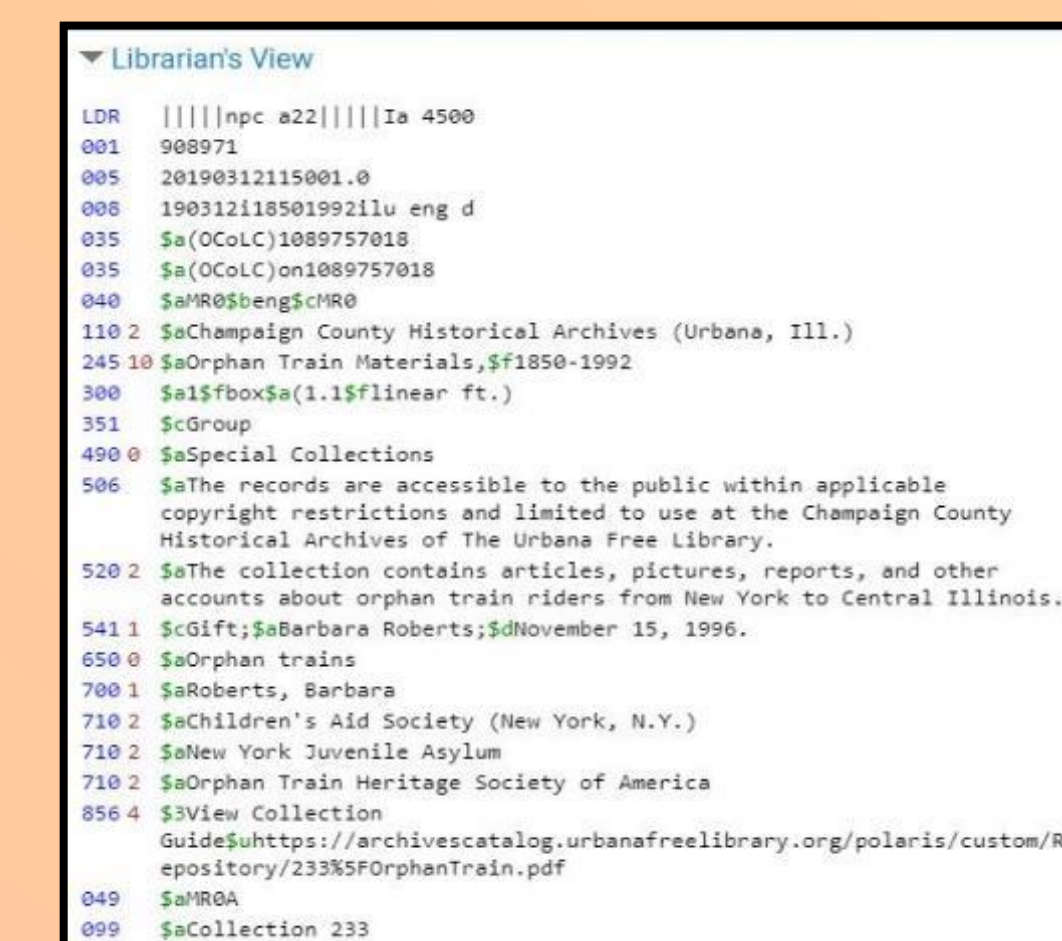 Librarian's View
LDR |||||npc a22|||||Ia 4500
001 908971
005 20190312115001.0
008 190312i18501992ilu eng d
035 $a(OCoLC)1089757018
035 $a(OCoLC)on1089757018
040 $aMR0$beng$cMR0
110 2 $aChampaign County Historical Archives (Urbana, Ill.)
245 10 $aOrphan Train Materials,$f1850-1992
300 $a1$fbox$a(1.1$flinear ft.)
351 $cGroup
490 0 $aSpecial Collections
506 $aThe records are accessible to the public within applicable
copyright restrictions and limited to use at the Champaign County
Historical Archives of The Urbana Free Library.
520 2 $aThe collection contains articles, pictures, reports, and other
accounts about orphan train riders from New York to Central Illinois.
541 1 $cGift;$aBarbara Roberts;$dNovember 15, 1996.
650 0 $aOrphan trains
700 1 $aRoberts, Barbara
710 2 $aChildren's Aid Society (New York, N.Y.)
710 2 $aNew York Juvenile Asylum
710 2 $aOrphan Train Heritage Society of America
856 4 $3View Collection
Guide$uhttps://archivescatalog.urbanafreelibrary.org/polaris/custom/R
epository/233%5FOrphanTrain.pdf
049 $aMR0A
099 $aCollection 233